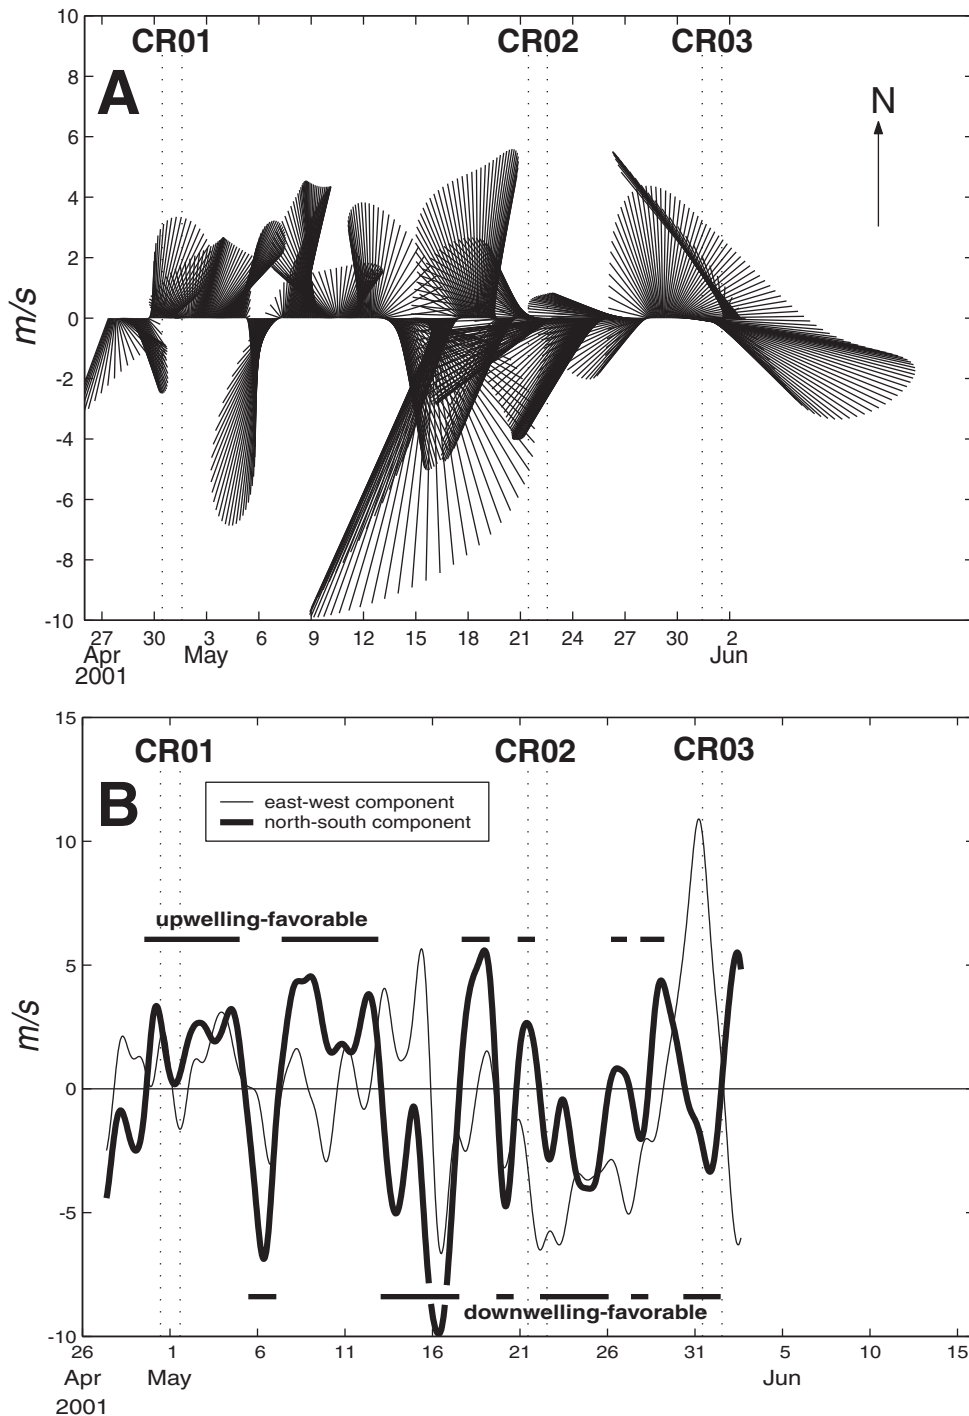 10
CR01 CR02 CR03
8
A
N
6
4
2
0
-2
-4
-6
-8
-10
m/s
27 30 3 6 9 12 15 18 21 24 27 30 2
Apr May Jun
2001
15
CR01 CR02 CR03
B
east-west component
north-south component
10
upwelling-favorable
5
m/s
0
-5
downwelling-favorable
-10
26 1 6 11 16 21 26 31 5 10 15
Apr May Jun
2001